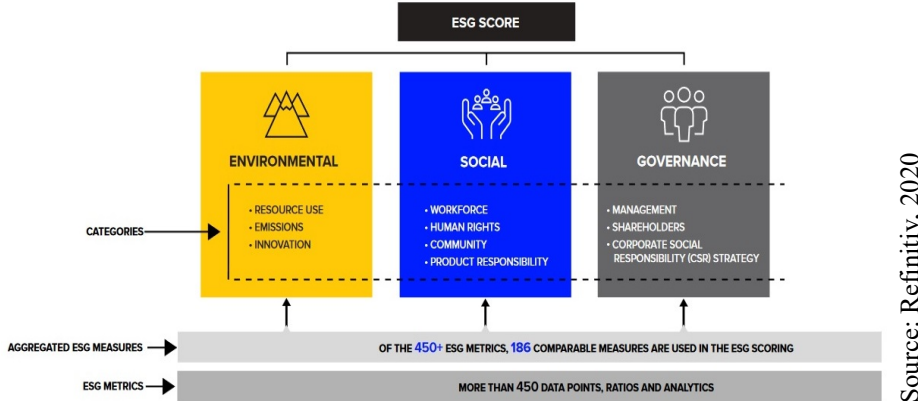 ESG SCORE
ENVIRONMENTAL
SOCIAL
GOVERNANCE
CATEGORIES
• RESOURCE USE
• EMISSIONS
• INNOVATION
• WORKFORCE
• HUMAN RIGHTS
• COMMUNITY
• PRODUCT RESPONSIBILITY
• MANAGEMENT
• SHAREHOLDERS
• CORPORATE SOCIAL
RESPONSIBILITY (CSR) STRATEGY
AGGREGATED ESG MEASURES
OF THE 450+ ESG METRICS, 186 COMPARABLE MEASURES ARE USED IN THE ESG SCORING
ESG METRICS
MORE THAN 450 DATA POINTS, RATIOS AND ANALYTICS
Source: Refinitiv, 2020